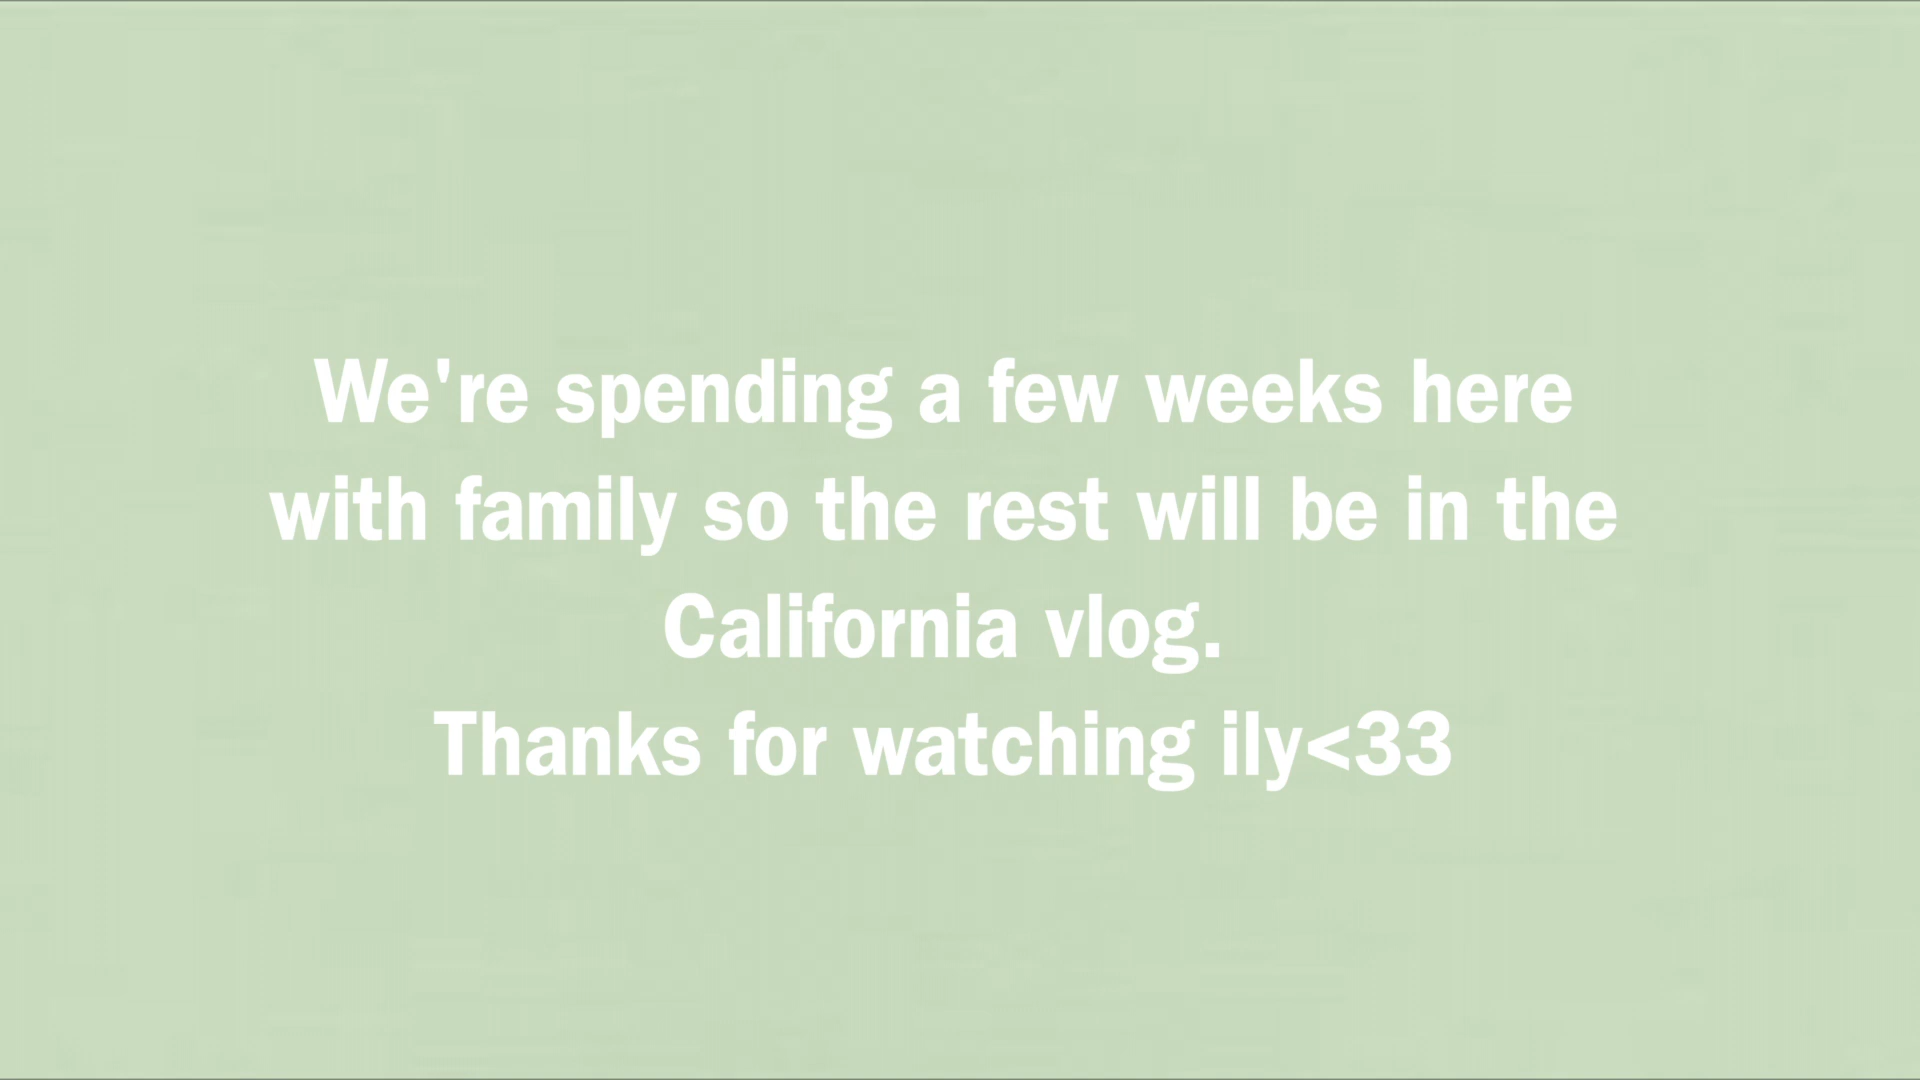 We're spending a few weeks here
with family so the rest will be in the
California vlog.
Thanks for watching ily<33